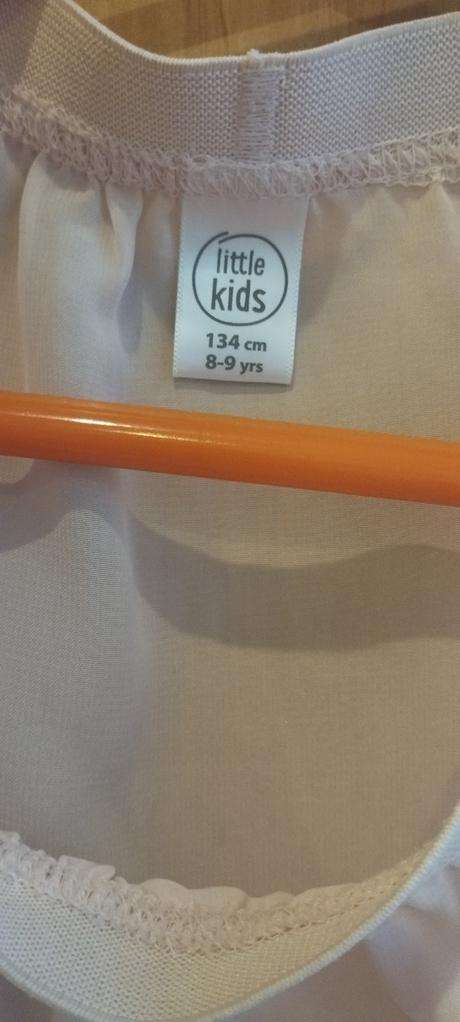 little
kids
134 cm
8-9 yrs